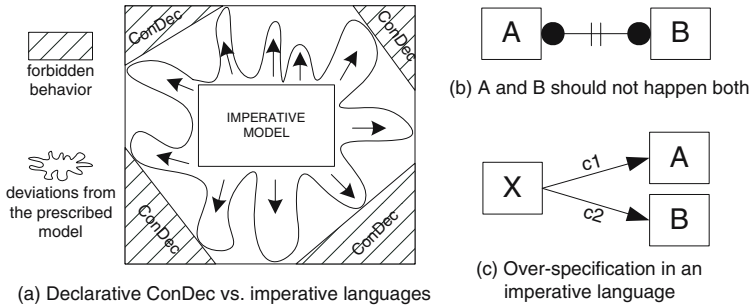 ConDec
ConDec
forbidden
behavior
IMPERATIVE
MODEL
deviations from
the prescribed
model
ConDec
ConDec
(a) Declarative ConDec vs. imperative languages
A
B
(b) A and B should not happen both
X
c1
c2
A
B
(c) Over-specification in an
imperative language